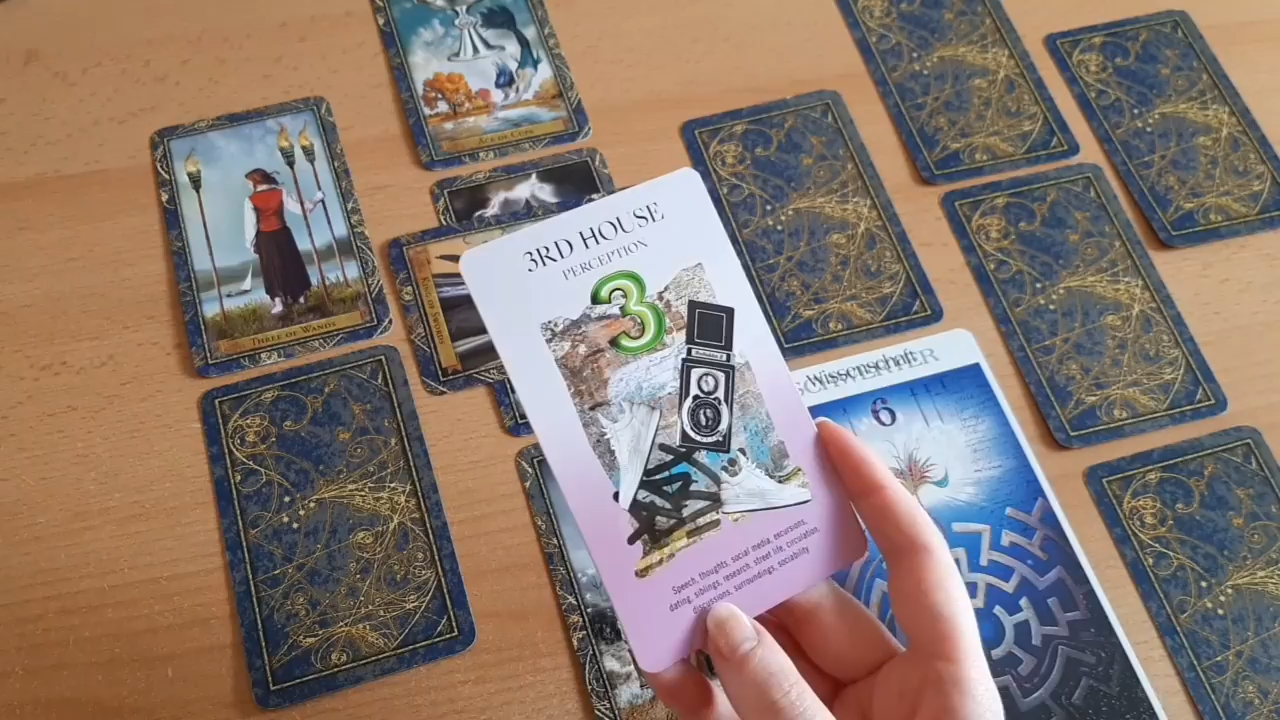 ACE OF CUPS
THREE OF WANDS
KING OF SWORDS
3RD HOUSE
PERCEPTION
3
Speech, thoughts, social media, excursions,
dating, siblings, research, street life, circulation,
discussions, surroundings, sociability
Wissenschaft
SCHWERTER
6